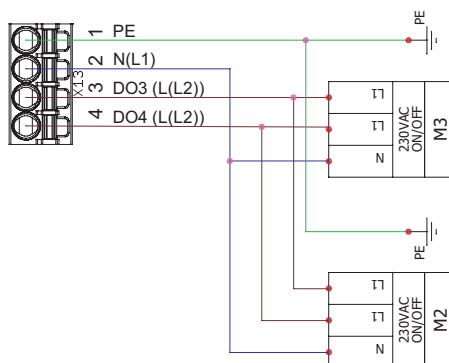 1 PE
2 N(L1)
X13
3 DO3 (L(L2))
4 DO4 (L(L2))
PE
L1
L1
N
230VAC
ON/OFF
M3
PE
L1
L1
N
230VAC
ON/OFF
M2